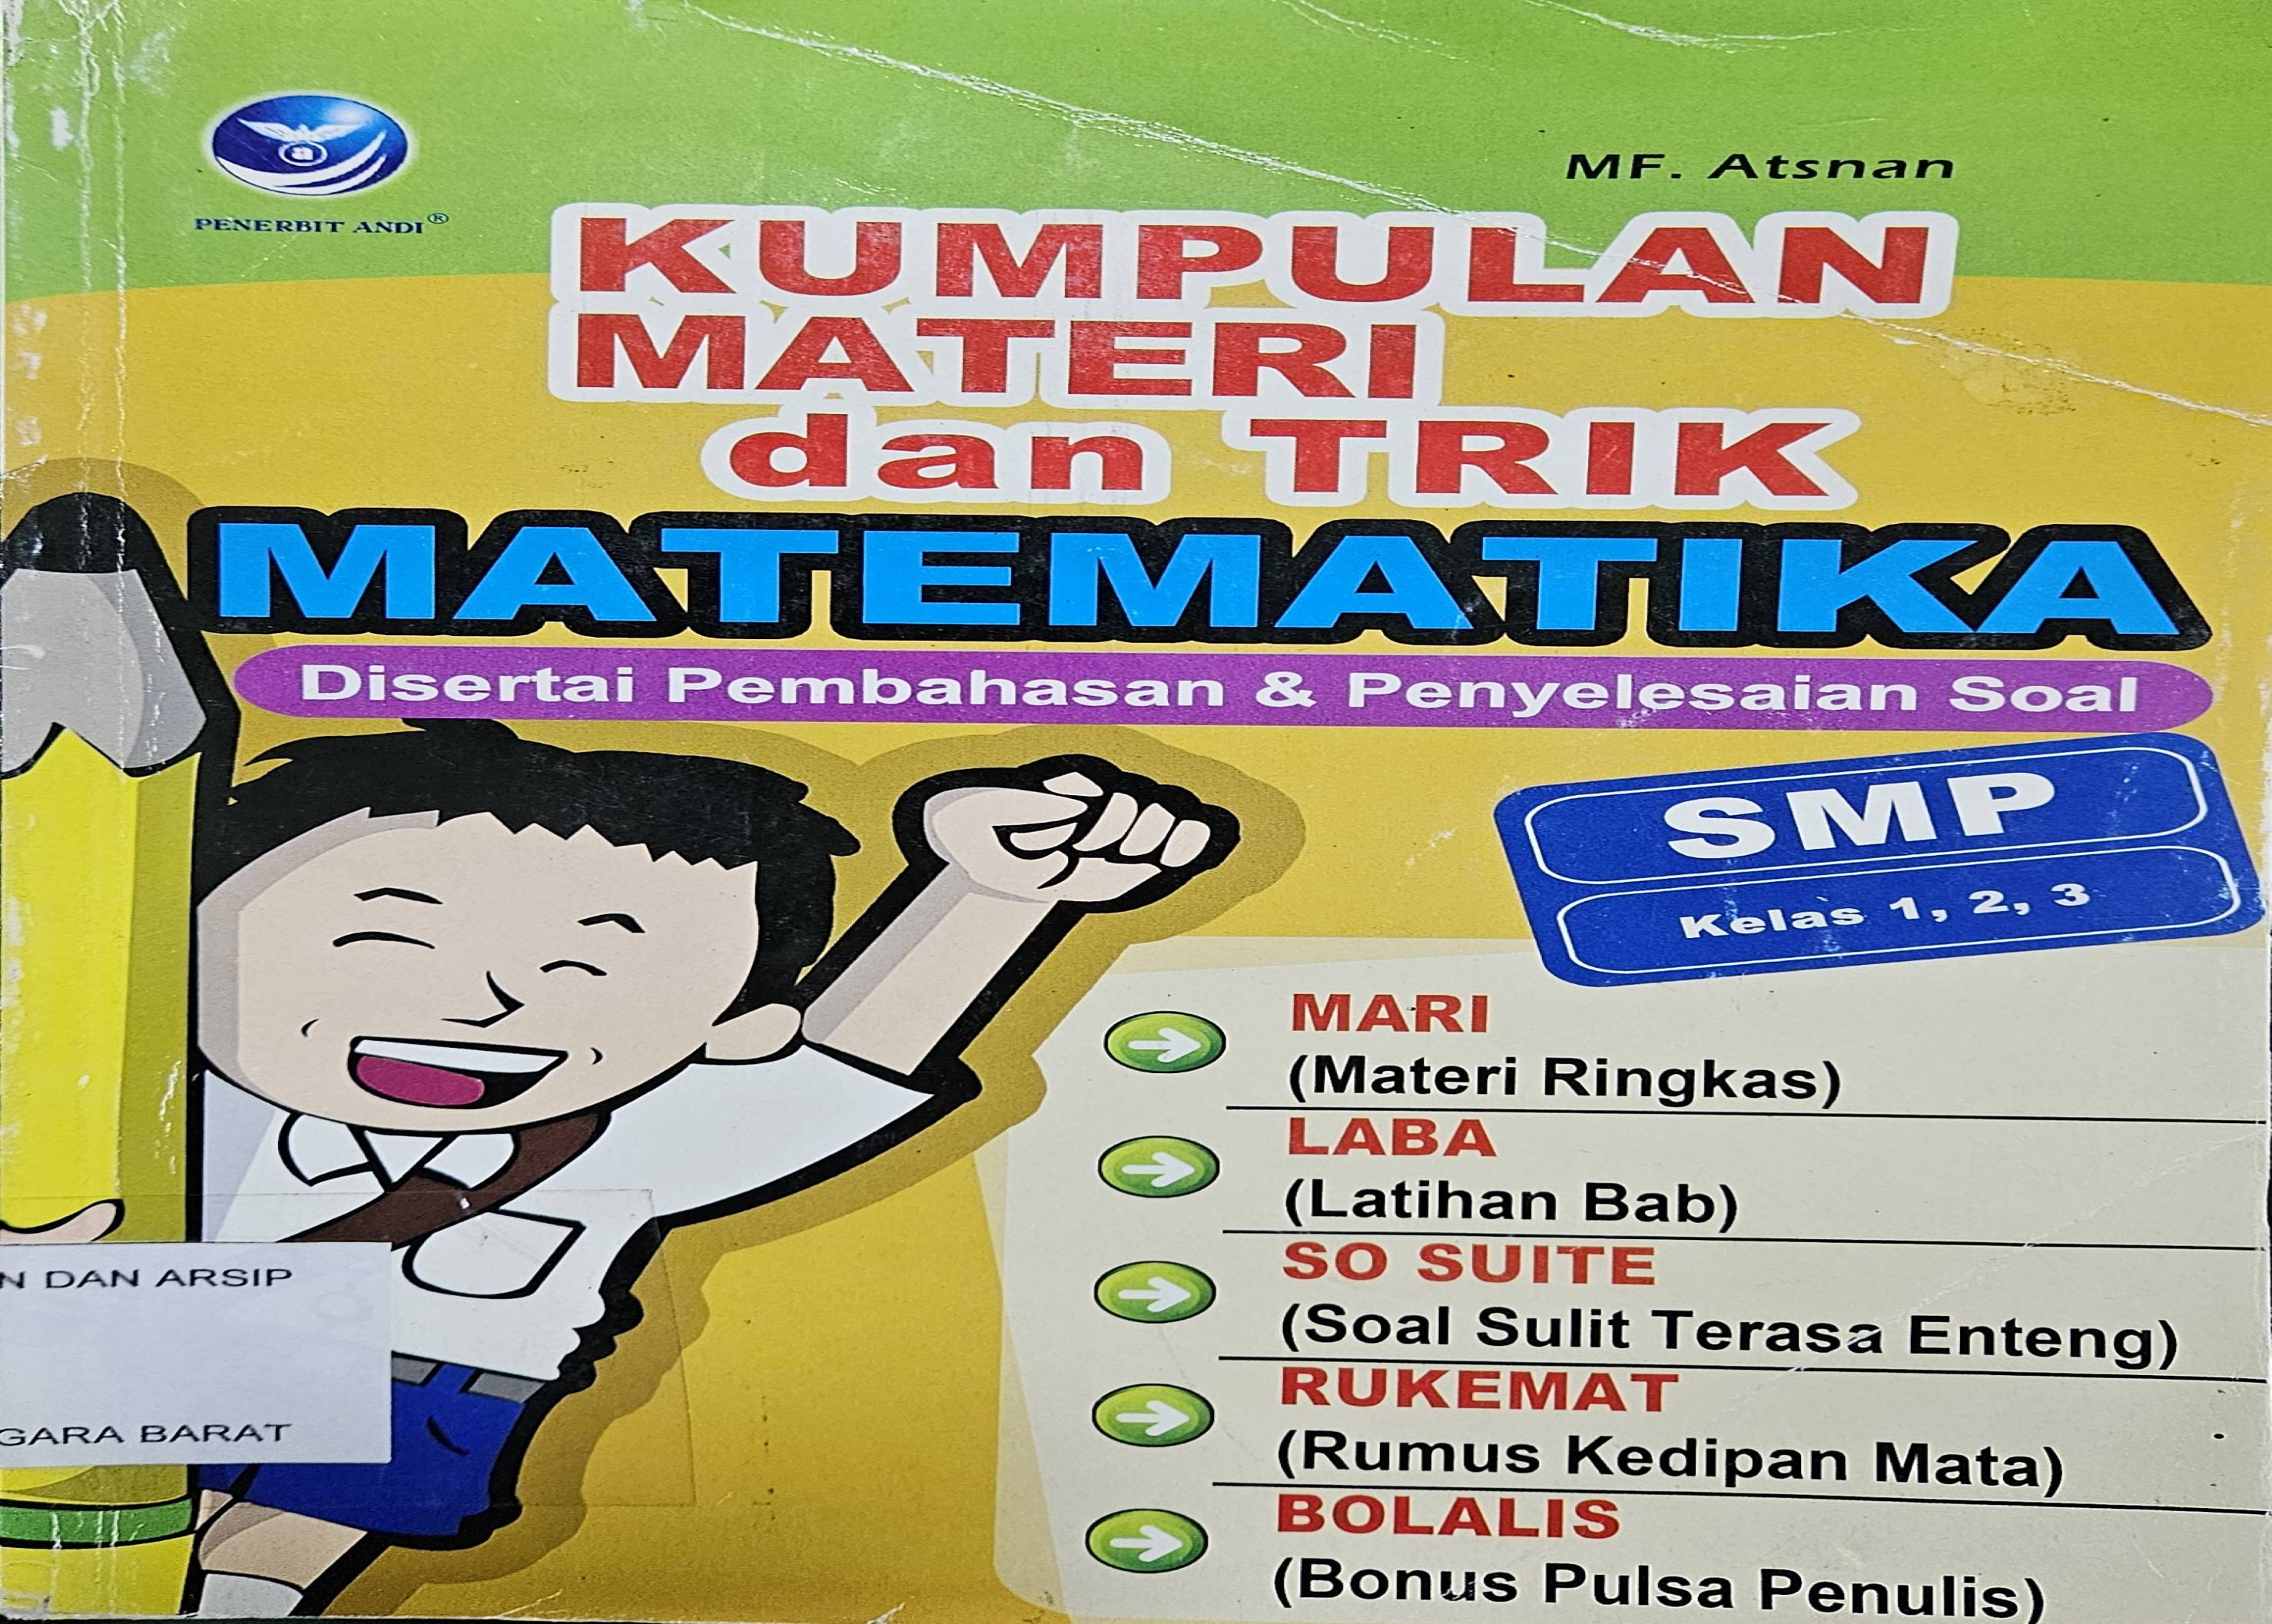 MF. Atsnan
PENERBIT ANDI®
KUMPULAN
MATERI
dan TRIK
MATEMATIKA
Disertai Pembahasan & Penyelesaian Soal
SMP
Kelas 1, 2, 3
MARI
(Materi Ringkas)
LABA
(Latihan Bab)
SO SUITE
(Soal Sulit Terasa Enteng)
RUKEMAT
(Rumus Kedipan Mata)
BOLALIS
(Bonus Pulsa Penulis)
N DAN ARSIP
GARA BARAT